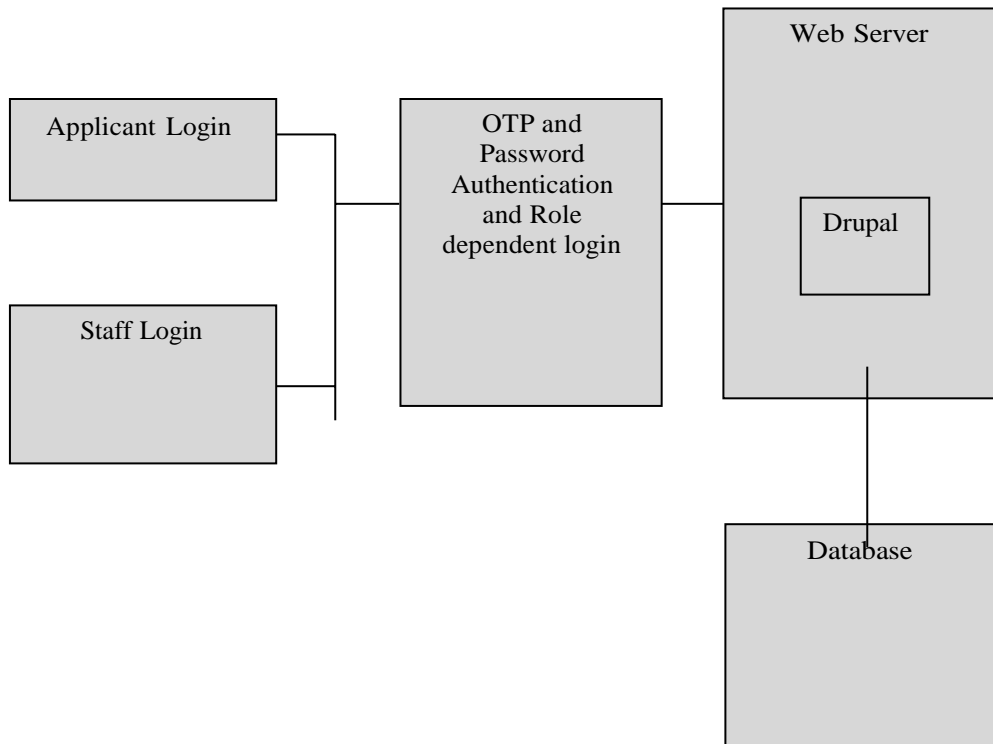 Web Server
Applicant Login
OTP and
Password
Authentication
and Role
dependent login
Drupal
Staff Login
Database